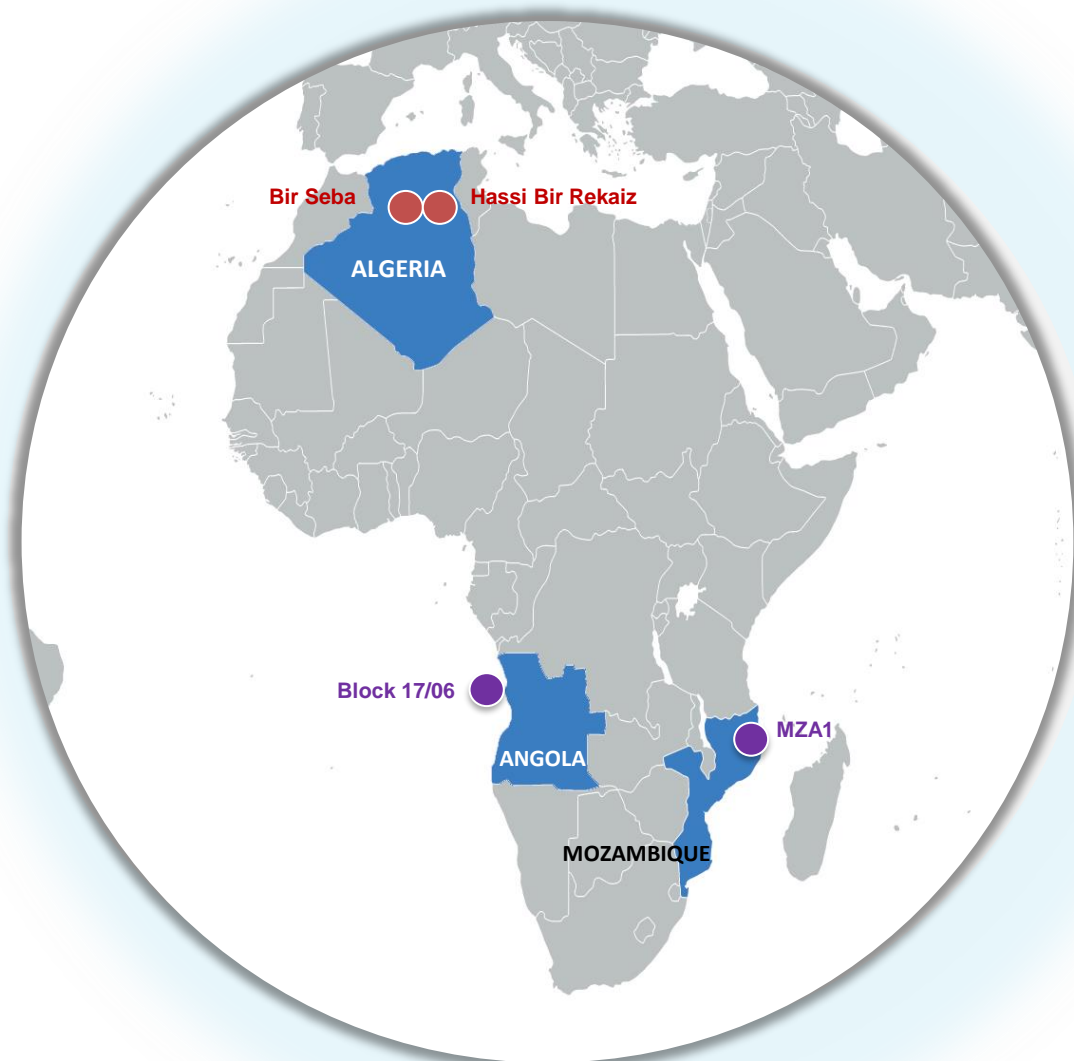 Bir Seba
Hassi Bir Rekaiz
ALGERIA
Block 17/06
MZA1
ANGOLA
MOZAMBIQUE